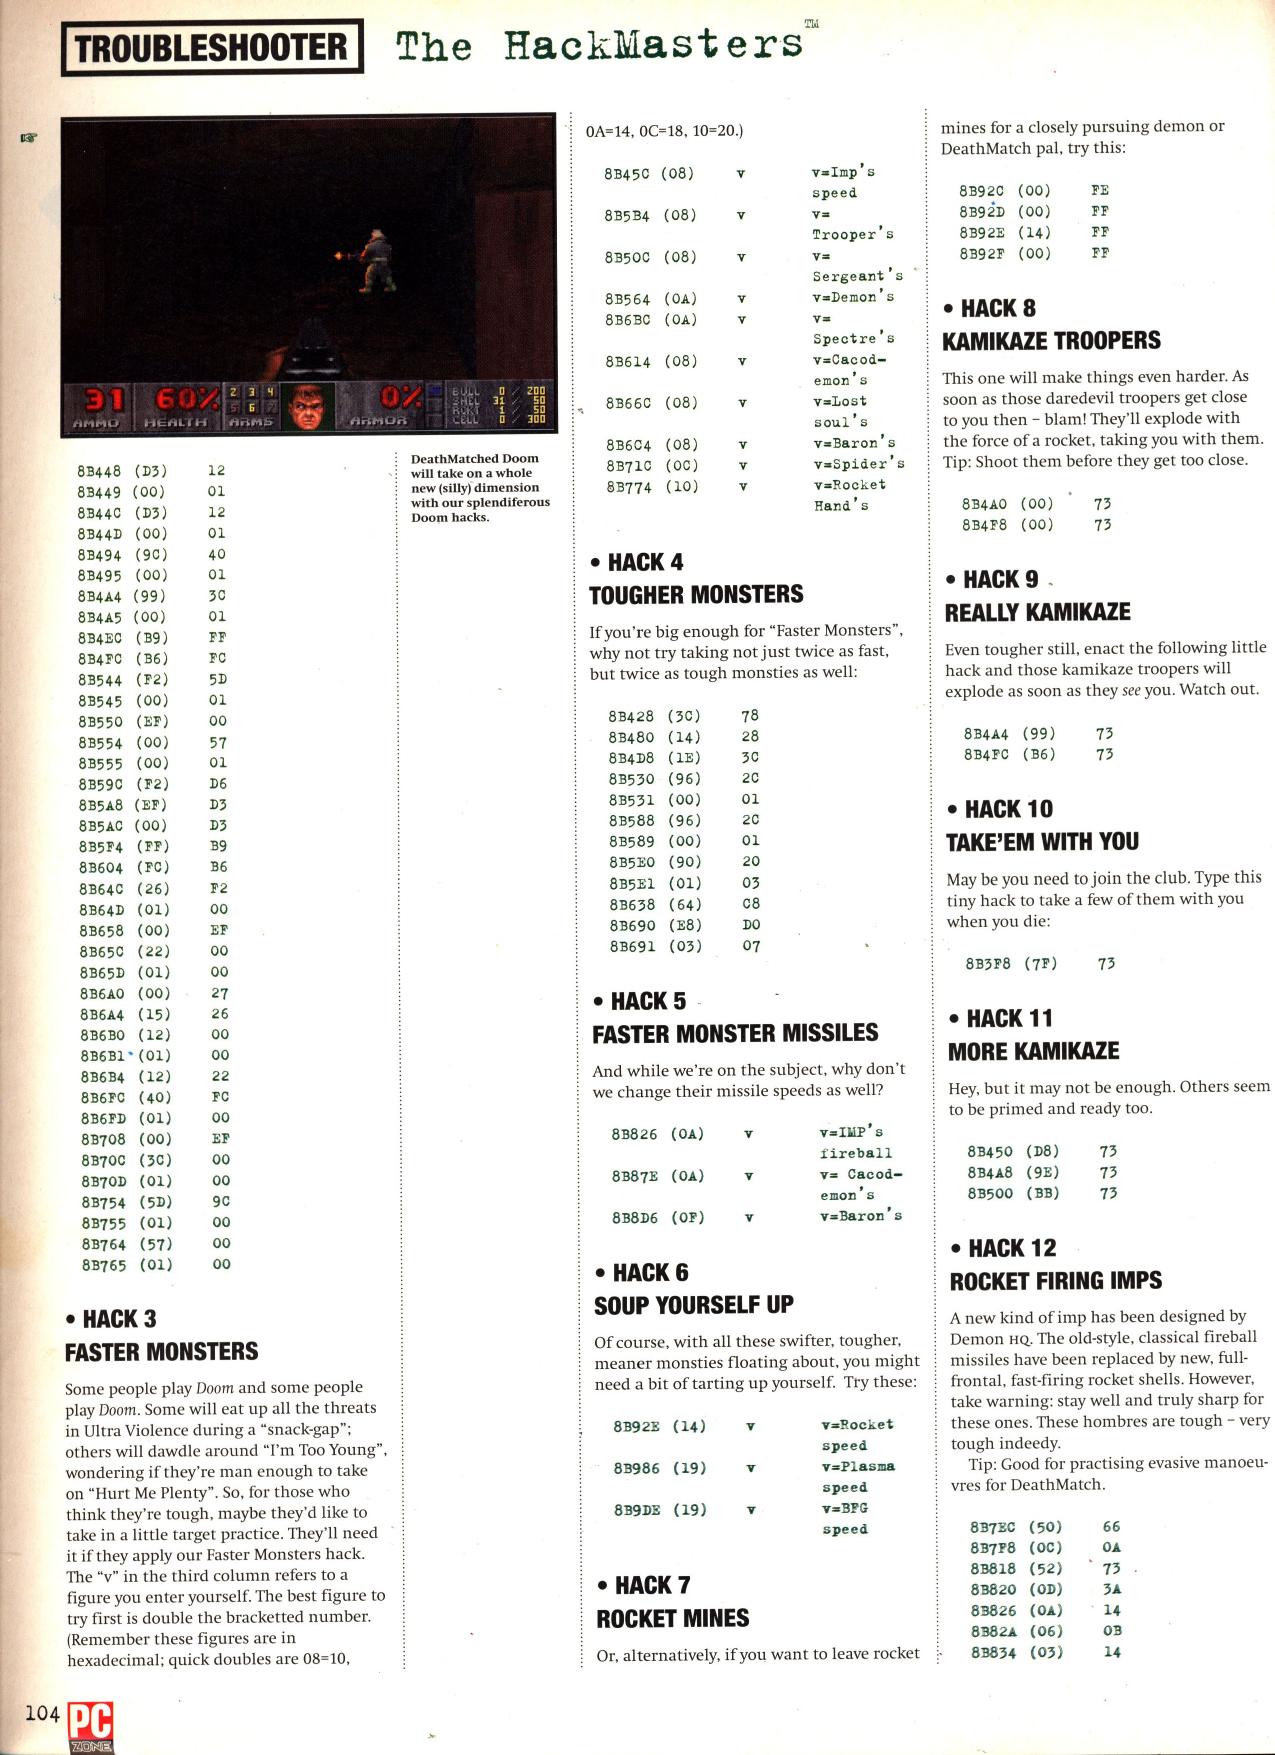 TROUBLESHOOTER
The HackMasters™
31
60%
2 3 4
5 6 7
0%
BULL 0 / 200
SHEL 31 / 50
RCKT 1 / 50
CELL 0 / 300
AMMO
HEALTH
ARMS
ARMOR
8B448 (D3) 12
8B449 (00) 01
8B44C (D3) 12
8B44D (00) 01
8B494 (9C) 40
8B495 (00) 01
8B4A4 (99) 3C
8B4A5 (00) 01
8B4EC (B9) FF
8B4FC (B6) FC
8B544 (F2) 5D
8B545 (00) 01
8B550 (EF) 00
8B554 (00) 57
8B555 (00) 01
8B59C (F2) D6
8B5A8 (EF) D3
8B5AC (00) D3
8B5F4 (FF) B9
8B604 (FC) B6
8B64C (26) F2
8B64D (01) 00
8B658 (00) EF
8B65C (22) 00
8B65D (01) 00
8B6A0 (00) 27
8B6A4 (15) 26
8B6B0 (12) 00
8B6B1 (01) 00
8B6B4 (12) 22
8B6FC (40) FC
8B6FD (01) 00
8B708 (00) EF
8B70C (3C) 00
8B70D (01) 00
8B754 (5D) 9C
8B755 (01) 00
8B764 (57) 00
8B765 (01) 00
DeathMatched Doom
will take on a whole
new (silly) dimension
with our splendiferous
Doom hacks.
• HACK 3
FASTER MONSTERS
Some people play Doom and some people
play Doom. Some will eat up all the threats
in Ultra Violence during a “snack-gap”;
others will dawdle around “I'm Too Young”,
wondering if they're man enough to take
on “Hurt Me Plenty”. So, for those who
think they're tough, maybe they'd like to
take in a little target practice. They'll need
it if they apply our Faster Monsters hack.
The “v” in the third column refers to a
figure you enter yourself. The best figure to
try first is double the bracketted number.
(Remember these figures are in
hexadecimal; quick doubles are 08=10,
0A=14, 0C=18, 10=20.)
8B45C (08) v v=Imp's
speed
8B5B4 (08) v v=
Trooper's
8B50C (08) v v=
Sergeant's
8B564 (0A) v v=Demon's
8B6BC (0A) v v=
Spectre's
8B614 (08) v v=Cacod-
emon's
8B66C (08) v v=Lost
soul's
8B6C4 (08) v v=Baron's
8B71C (0C) v v=Spider's
8B774 (10) v v=Rocket
Hand's
• HACK 4
TOUGHER MONSTERS
If you're big enough for “Faster Monsters”,
why not try taking not just twice as fast,
but twice as tough monsties as well:
8B428 (3C) 78
8B480 (14) 28
8B4D8 (1E) 3C
8B530 (96) 2C
8B531 (00) 01
8B588 (96) 2C
8B589 (00) 01
8B5E0 (90) 20
8B5E1 (01) 03
8B638 (64) C8
8B690 (E8) D0
8B691 (03) 07
• HACK 5
FASTER MONSTER MISSILES
And while we're on the subject, why don't
we change their missile speeds as well?
8B826 (0A) v v=IMP's
fireball
8B87E (0A) v v= Cacod-
emon's
8B8D6 (0F) v v=Baron's
• HACK 6
SOUP YOURSELF UP
Of course, with all these swifter, tougher,
meaner monsties floating about, you might
need a bit of tarting up yourself. Try these:
8B92E (14) v v=Rocket
speed
8B986 (19) v v=Plasma
speed
8B9DE (19) v v=BFG
speed
• HACK 7
ROCKET MINES
Or, alternatively, if you want to leave rocket
mines for a closely pursuing demon or
DeathMatch pal, try this:
8B92C (00) FE
8B92D (00) FF
8B92E (14) FF
8B92F (00) FF
• HACK 8
KAMIKAZE TROOPERS
This one will make things even harder. As
soon as those daredevil troopers get close
to you then – blam! They'll explode with
the force of a rocket, taking you with them.
Tip: Shoot them before they get too close.
8B4A0 (00) 73
8B4F8 (00) 73
• HACK 9
REALLY KAMIKAZE
Even tougher still, enact the following little
hack and those kamikaze troopers will
explode as soon as they see you. Watch out.
8B4A4 (99) 73
8B4FC (B6) 73
• HACK 10
TAKE'EM WITH YOU
May be you need to join the club. Type this
tiny hack to take a few of them with you
when you die:
8B3F8 (7F) 73
• HACK 11
MORE KAMIKAZE
Hey, but it may not be enough. Others seem
to be primed and ready too.
8B450 (D8) 73
8B4A8 (9E) 73
8B500 (BB) 73
• HACK 12
ROCKET FIRING IMPS
A new kind of imp has been designed by
Demon HQ. The old-style, classical fireball
missiles have been replaced by new, full-
frontal, fast-firing rocket shells. However,
take warning: stay well and truly sharp for
these ones. These hombres are tough – very
tough indeedy.
Tip: Good for practising evasive manoeu-
vres for DeathMatch.
8B7EC (50) 66
8B7F8 (0C) 0A
8B818 (52) 73
8B820 (0D) 3A
8B826 (0A) 14
8B82A (06) 0B
8B834 (03) 14
104
PC
ZONE